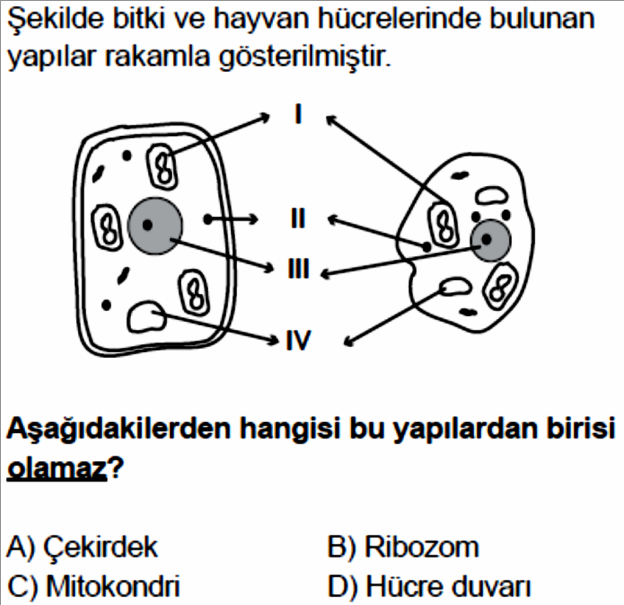 Şekilde bitki ve hayvan hücrelerinde bulunan
yapılar rakamla gösterilmiştir.
I
II
III
IV
Aşağıdakilerden hangisi bu yapılardan birisi
olamaz?
A) Çekirdek B) Ribozom
C) Mitokondri D) Hücre duvarı